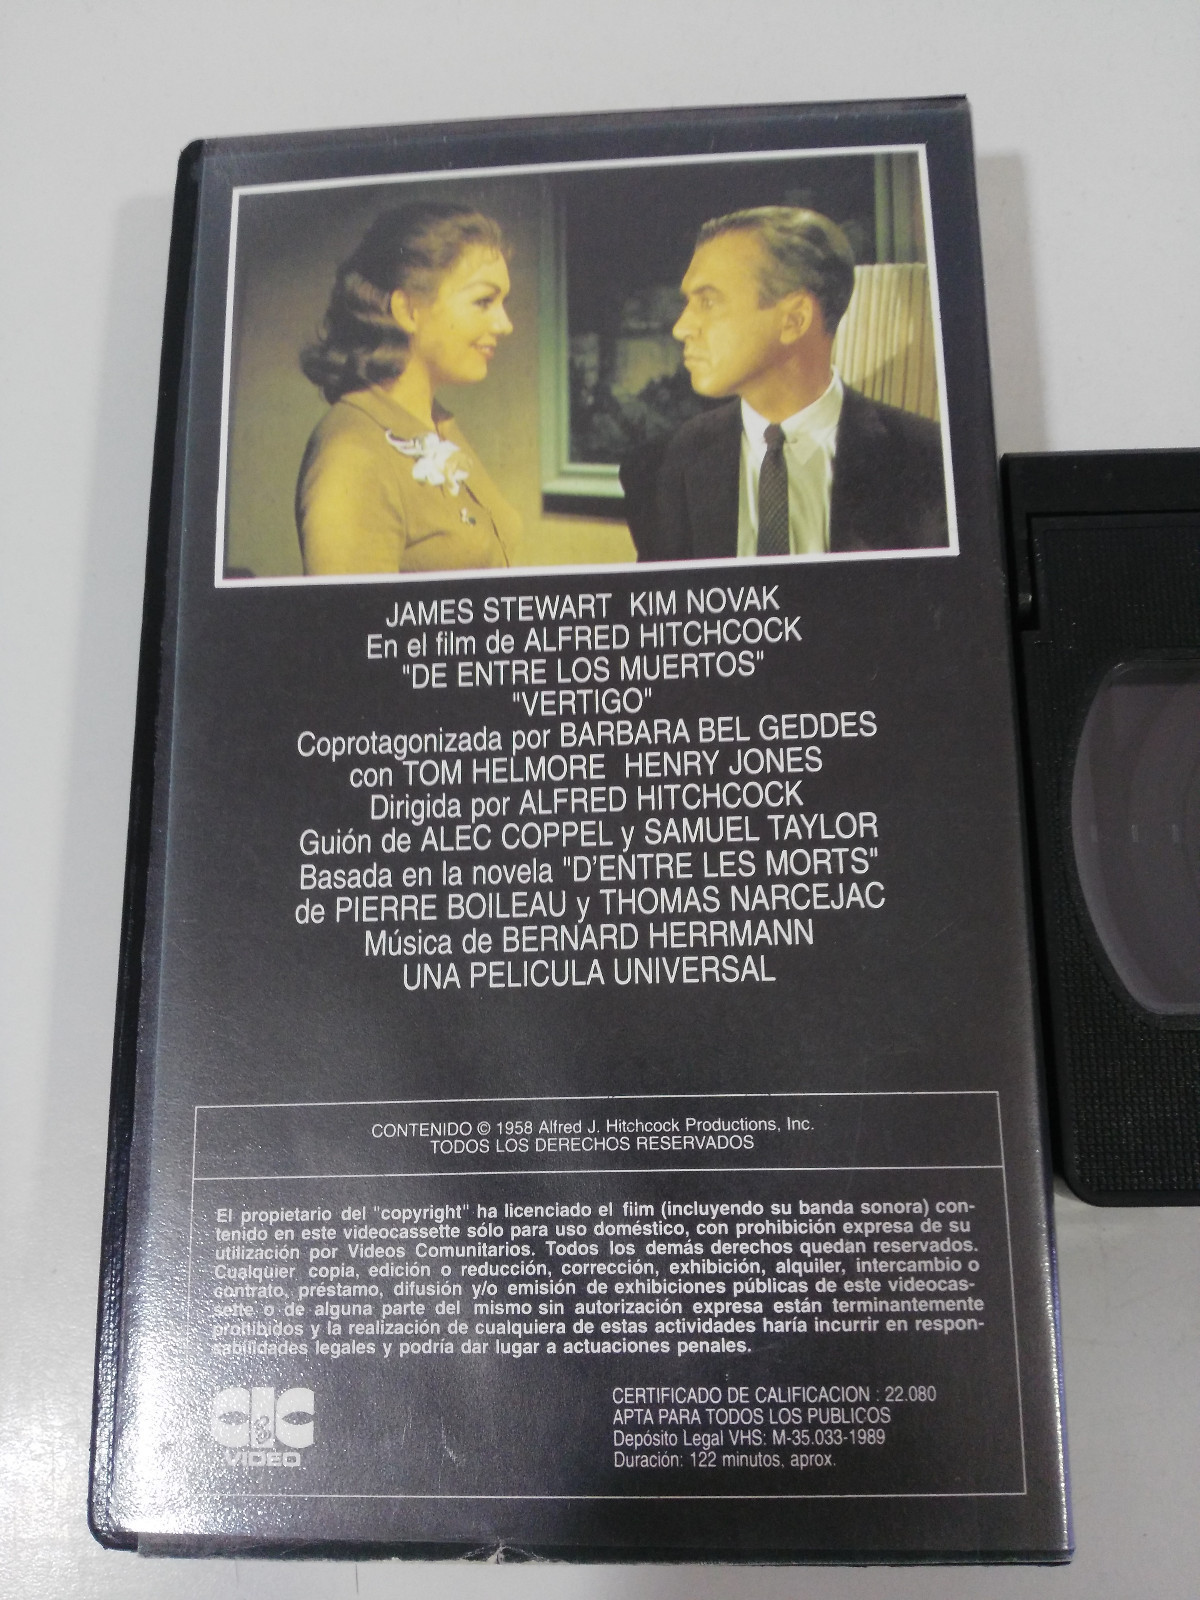 JAMES STEWART KIM NOVAK
En el film de ALFRED HITCHCOCK
"DE ENTRE LOS MUERTOS"
"VERTIGO"
Coprotagonizada por BARBARA BEL GEDDES
con TOM HELMORE HENRY JONES
Dirigida por ALFRED HITCHCOCK
Guión de ALEC COPPEL y SAMUEL TAYLOR
Basada en la novela "D'ENTRE LES MORTS"
de PIERRE BOILEAU y THOMAS NARCEJAC
Música de BERNARD HERRMANN
UNA PELICULA UNIVERSAL
CONTENIDO © 1958 Alfred J. Hitchcock Productions, Inc.
TODOS LOS DERECHOS RESERVADOS
El propietario del "copyright" ha licenciado el film (incluyendo su banda sonora) con-
tenido en este videocassette sólo para uso doméstico, con prohibición expresa de su
utilización por Videos Comunitarios. Todos los demás derechos quedan reservados.
Cualquier copia, edición o reducción, corrección, exhibición, alquiler, intercambio o
contrato, préstamo, difusión y/o emisión de exhibiciones públicas de este videocas-
sette o de alguna parte del mismo sin autorización expresa están terminantemente
prohibidos y la realización de cualquiera de estas actividades haría incurrir en respon-
sabilidades legales y podría dar lugar a actuaciones penales.
CIC
VIDEO
CERTIFICADO DE CALIFICACION : 22.080
APTA PARA TODOS LOS PUBLICOS
Depósito Legal VHS: M-35.033-1989
Duración: 122 minutos, aprox.